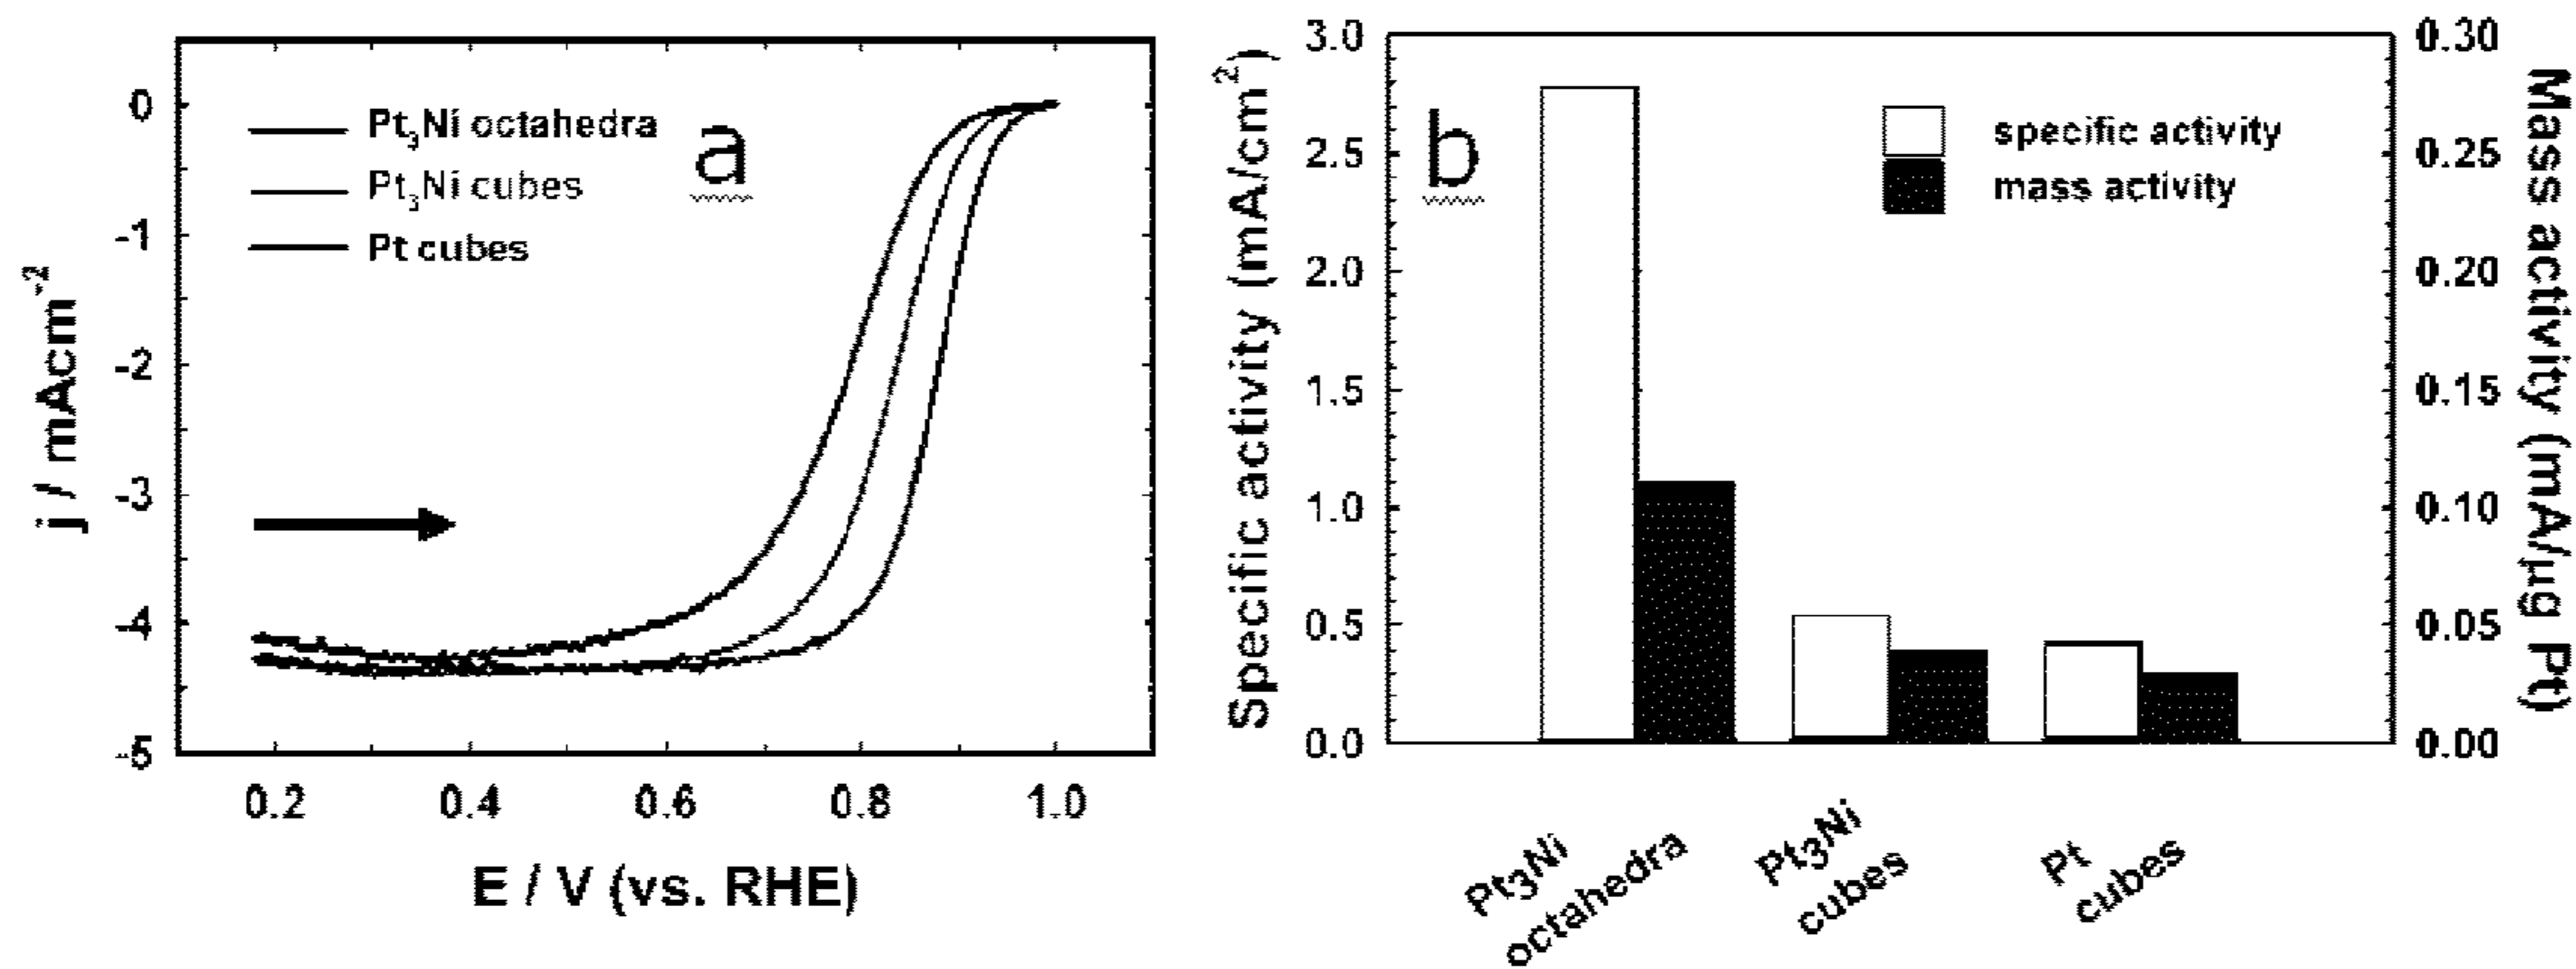 0
-1
-2
-3
-4
-5
j / mAcm⁻²
Pt₃Ni octahedra
Pt₃Ni cubes
Pt cubes
a
0.2 0.4 0.6 0.8 1.0
E / V (vs. RHE)
Specific activity (mA/cm²)
3.0
2.5
2.0
1.5
1.0
0.5
0.0
b
specific activity
mass activity
0.30
0.25
0.20
0.15
0.10
0.05
0.00
Mass activity (mA/µg Pt)
Pt₃Ni
octahedra
Pt₃Ni
cubes
Pt
cubes